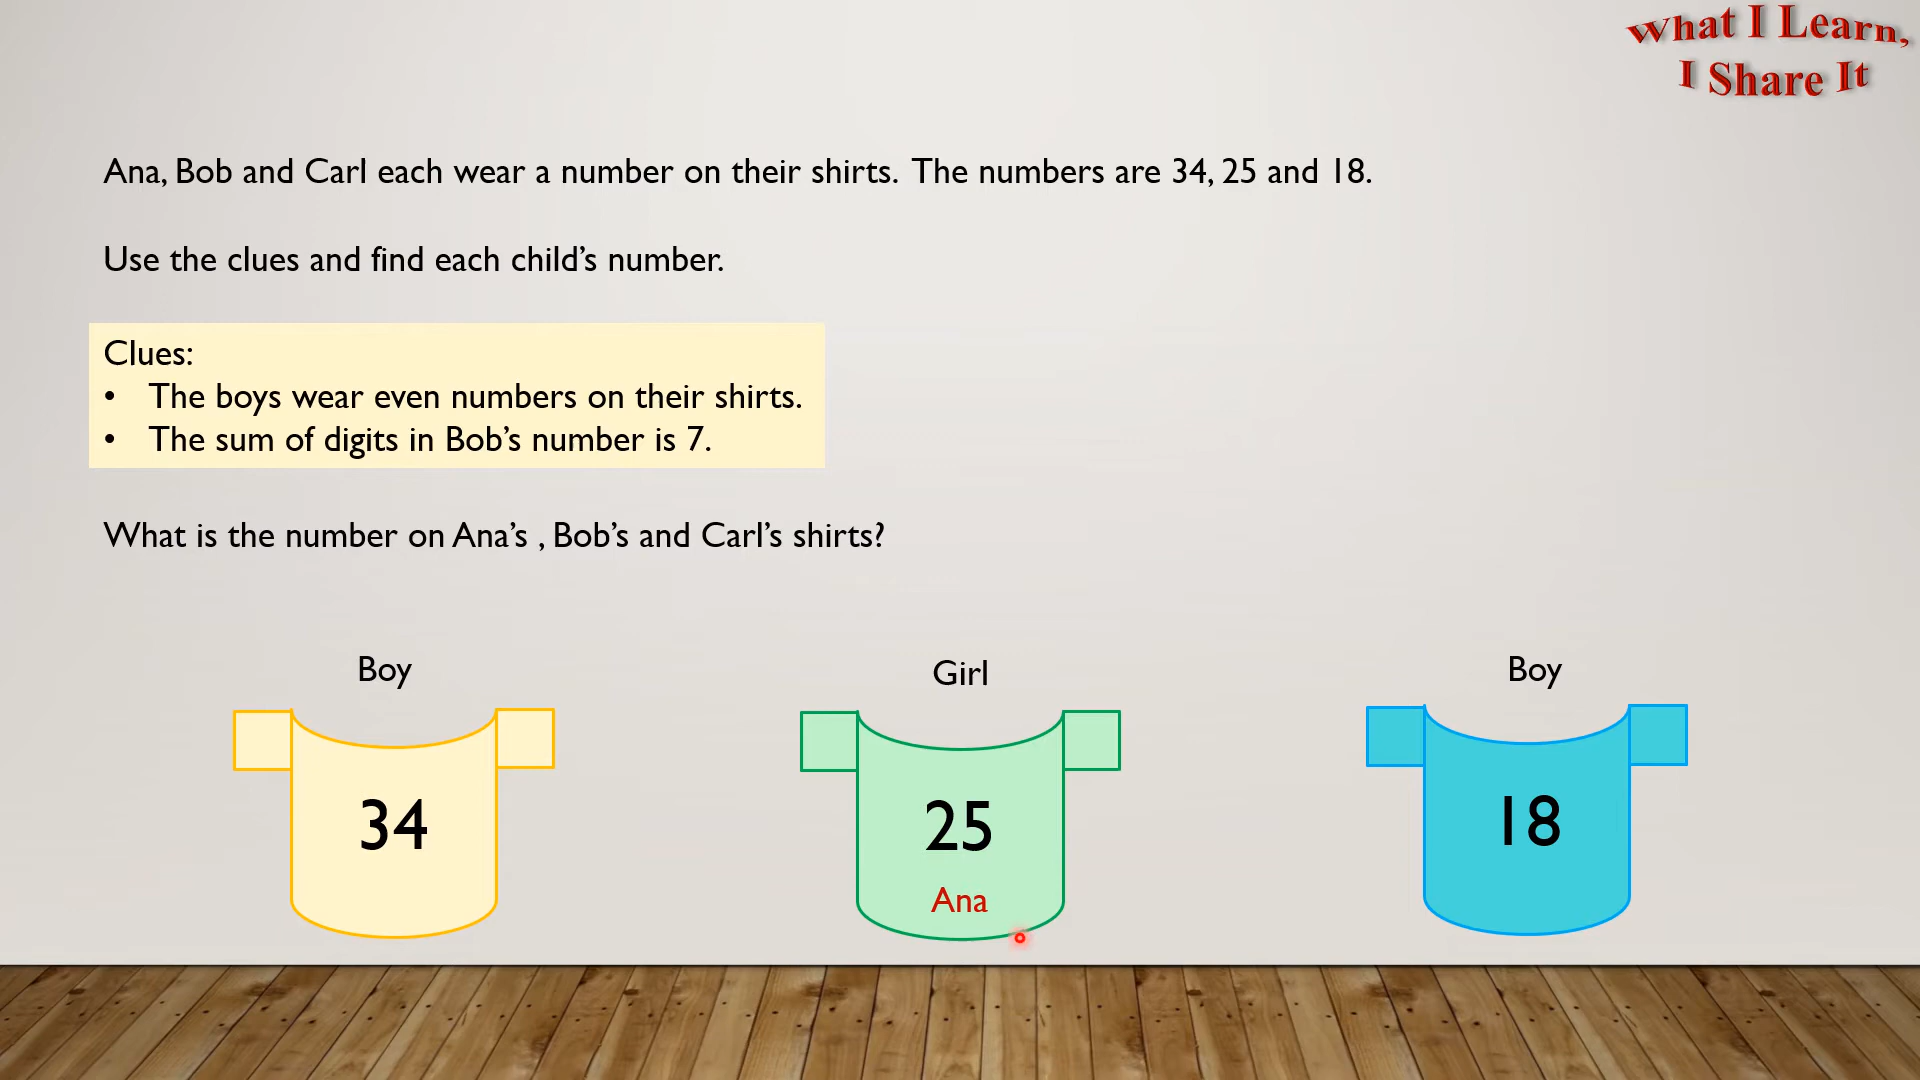 What I Learn,
I Share It
Ana, Bob and Carl each wear a number on their shirts. The numbers are 34, 25 and 18.
Use the clues and find each child’s number.
Clues:
• The boys wear even numbers on their shirts.
• The sum of digits in Bob’s number is 7.
What is the number on Ana’s , Bob’s and Carl’s shirts?
Boy
Girl
Boy
34
25
18
Ana